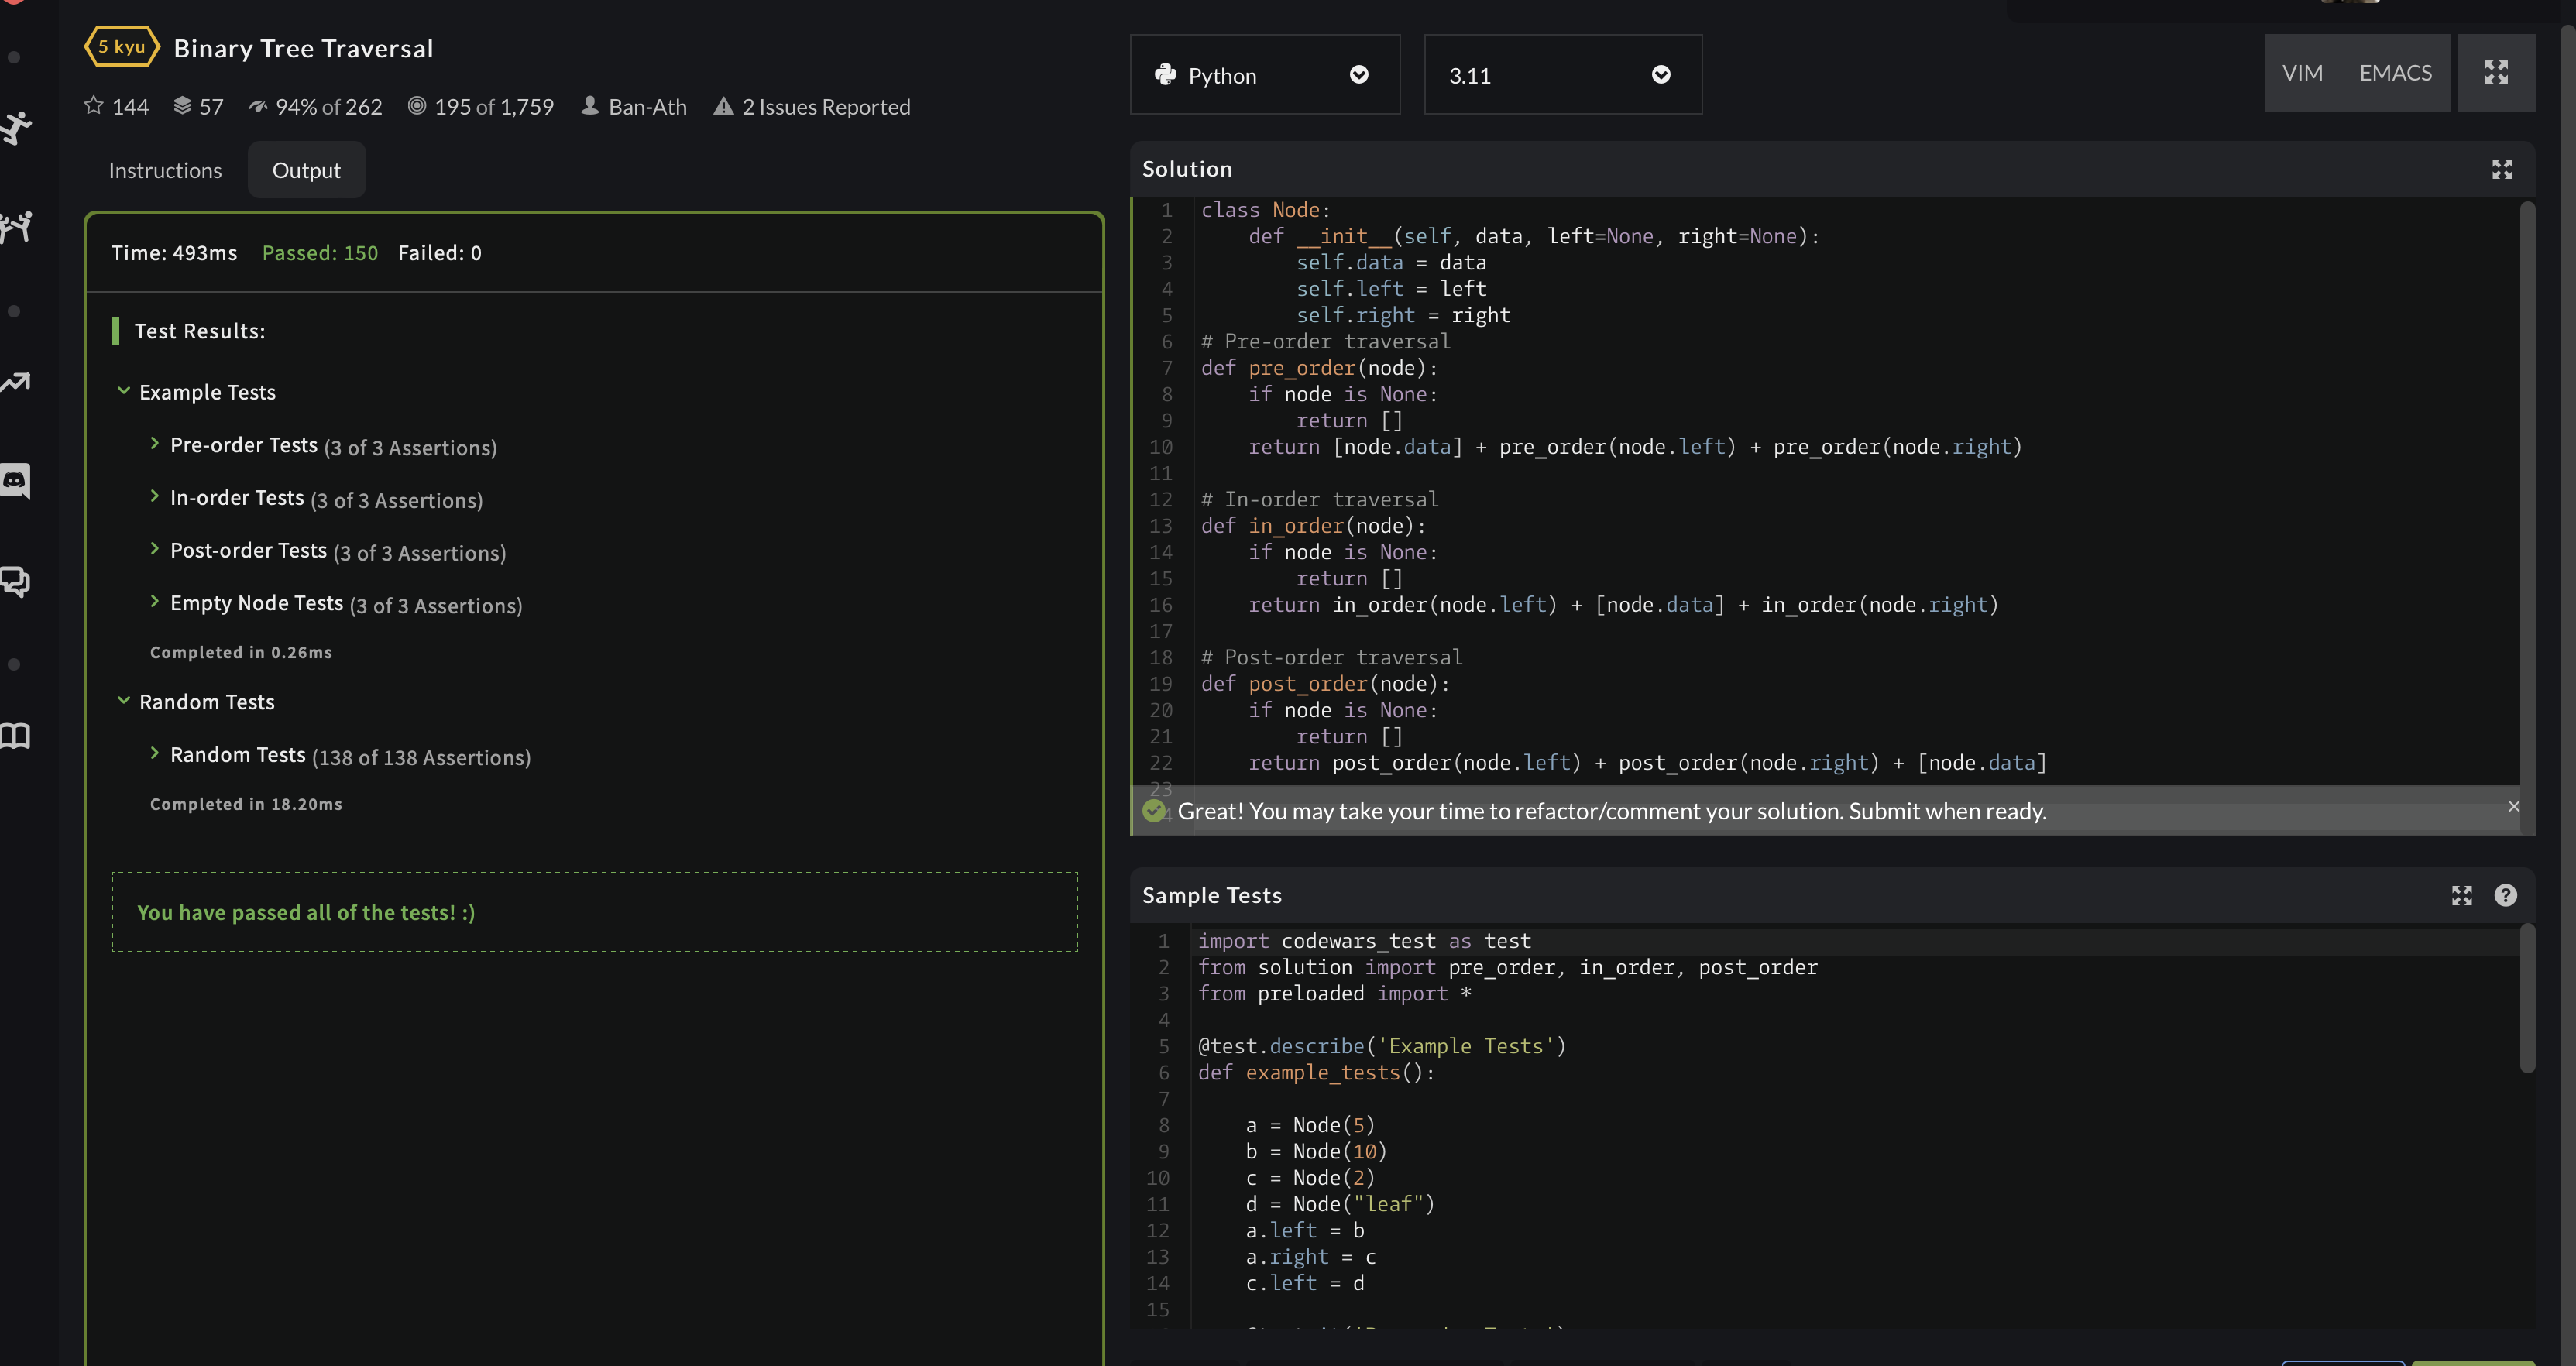 5 kyu Binary Tree Traversal
144 57 94% of 262 195 of 1,759 Ban-Ath 2 Issues Reported
Instructions Output
Time: 493ms Passed: 150 Failed: 0
Test Results:
Example Tests
Pre-order Tests (3 of 3 Assertions)
In-order Tests (3 of 3 Assertions)
Post-order Tests (3 of 3 Assertions)
Empty Node Tests (3 of 3 Assertions)
Completed in 0.26ms
Random Tests
Random Tests (138 of 138 Assertions)
Completed in 18.20ms
You have passed all of the tests! :)
Python 3.11 VIM EMACS
Solution
1 class Node:
2     def __init__(self, data, left=None, right=None):
3         self.data = data
4         self.left = left
5         self.right = right
6 # Pre-order traversal
7 def pre_order(node):
8     if node is None:
9         return []
10     return [node.data] + pre_order(node.left) + pre_order(node.right)
11
12 # In-order traversal
13 def in_order(node):
14     if node is None:
15         return []
16     return in_order(node.left) + [node.data] + in_order(node.right)
17
18 # Post-order traversal
19 def post_order(node):
20     if node is None:
21         return []
22     return post_order(node.left) + post_order(node.right) + [node.data]
23
Great! You may take your time to refactor/comment your solution. Submit when ready. ×
Sample Tests ?
1 import codewars_test as test
2 from solution import pre_order, in_order, post_order
3 from preloaded import *
4
5 @test.describe('Example Tests')
6 def example_tests():
7
8     a = Node(5)
9     b = Node(10)
10     c = Node(2)
11     d = Node("leaf")
12     a.left = b
13     a.right = c
14     c.left = d
15